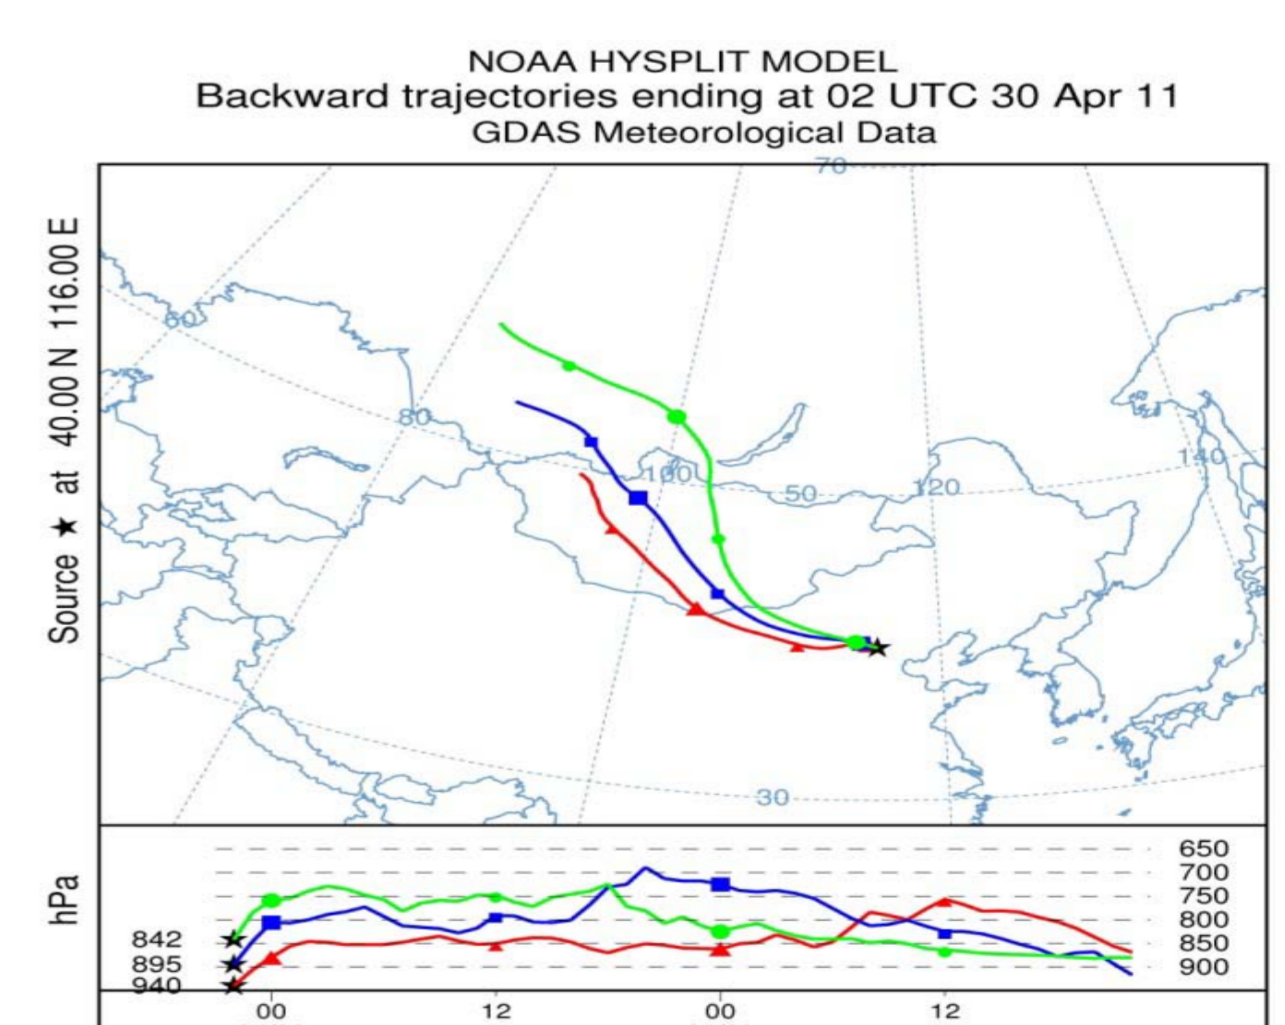 NOAA HYSPLIT MODEL
Backward trajectories ending at 02 UTC 30 Apr 11
GDAS Meteorological Data
Source ★ at 40.00 N 116.00 E
70
60
80
100
50
120
140
30
hPa
650
700
750
800
850
900
842
895
940
00 12 00 12